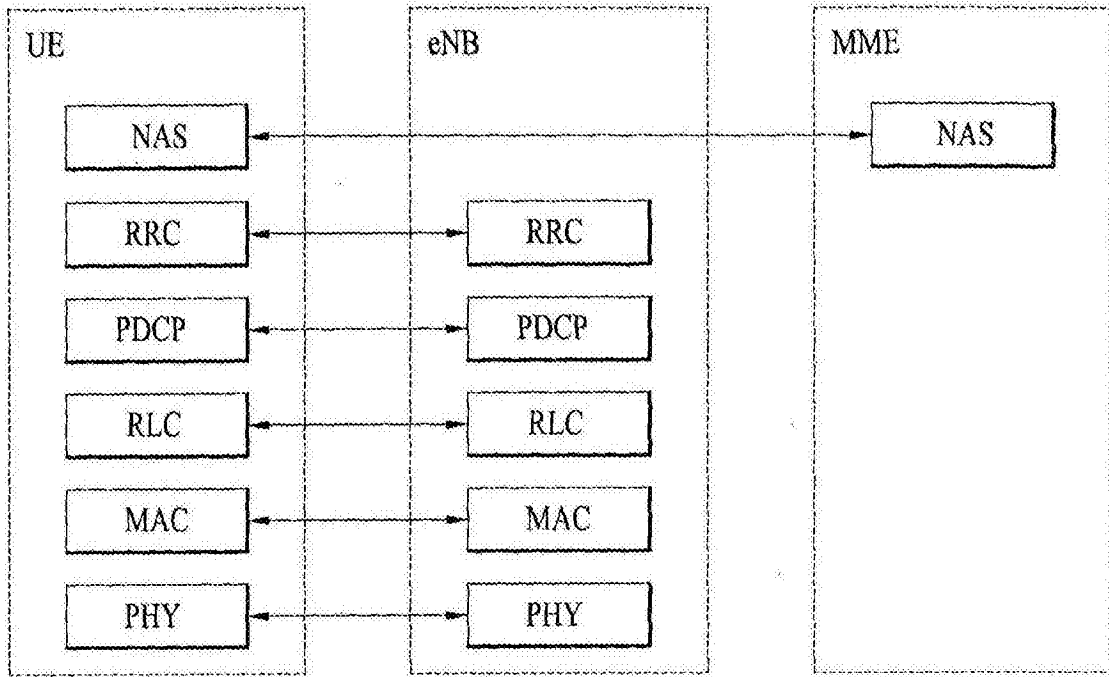 UE eNB MME
NAS NAS
RRC RRC
PDCP PDCP
RLC RLC
MAC MAC
PHY PHY